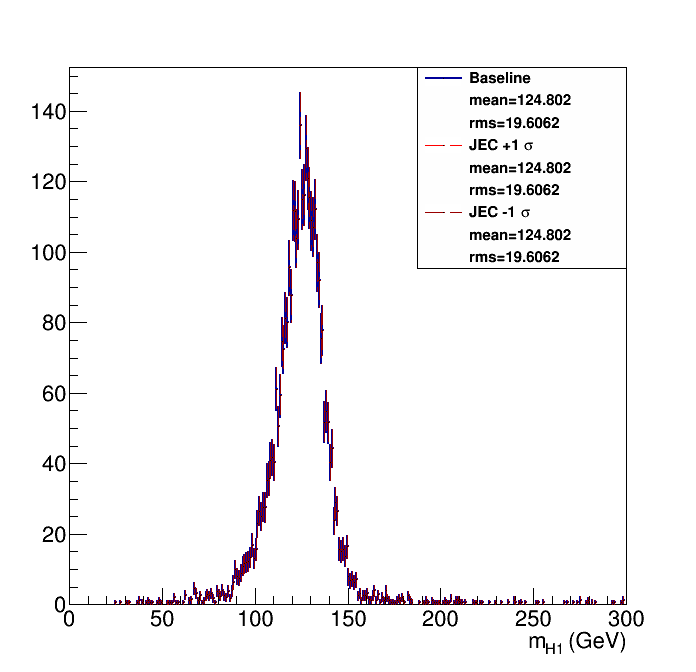 Baseline
mean=124.802
rms=19.6062
JEC +1 σ
mean=124.802
rms=19.6062
JEC -1 σ
mean=124.802
rms=19.6062
140
120
100
80
60
40
20
0
0 50 100 150 200 250 300
m_H1 (GeV)